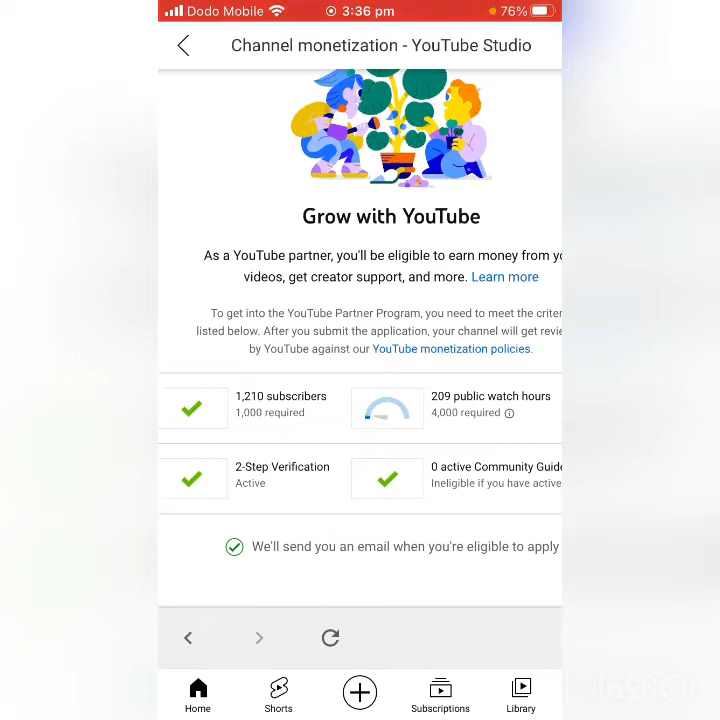 Dodo Mobile 3:36 pm 76%
Channel monetization - YouTube Studio
Grow with YouTube
As a YouTube partner, you'll be eligible to earn money from yo
videos, get creator support, and more. Learn more
To get into the YouTube Partner Program, you need to meet the criter
listed below. After you submit the application, your channel will get revie
by YouTube against our YouTube monetization policies.
1,210 subscribers
1,000 required
209 public watch hours
4,000 required
2-Step Verification
Active
0 active Community Guide
Ineligible if you have active
We'll send you an email when you're eligible to apply
Home Shorts Subscriptions Library